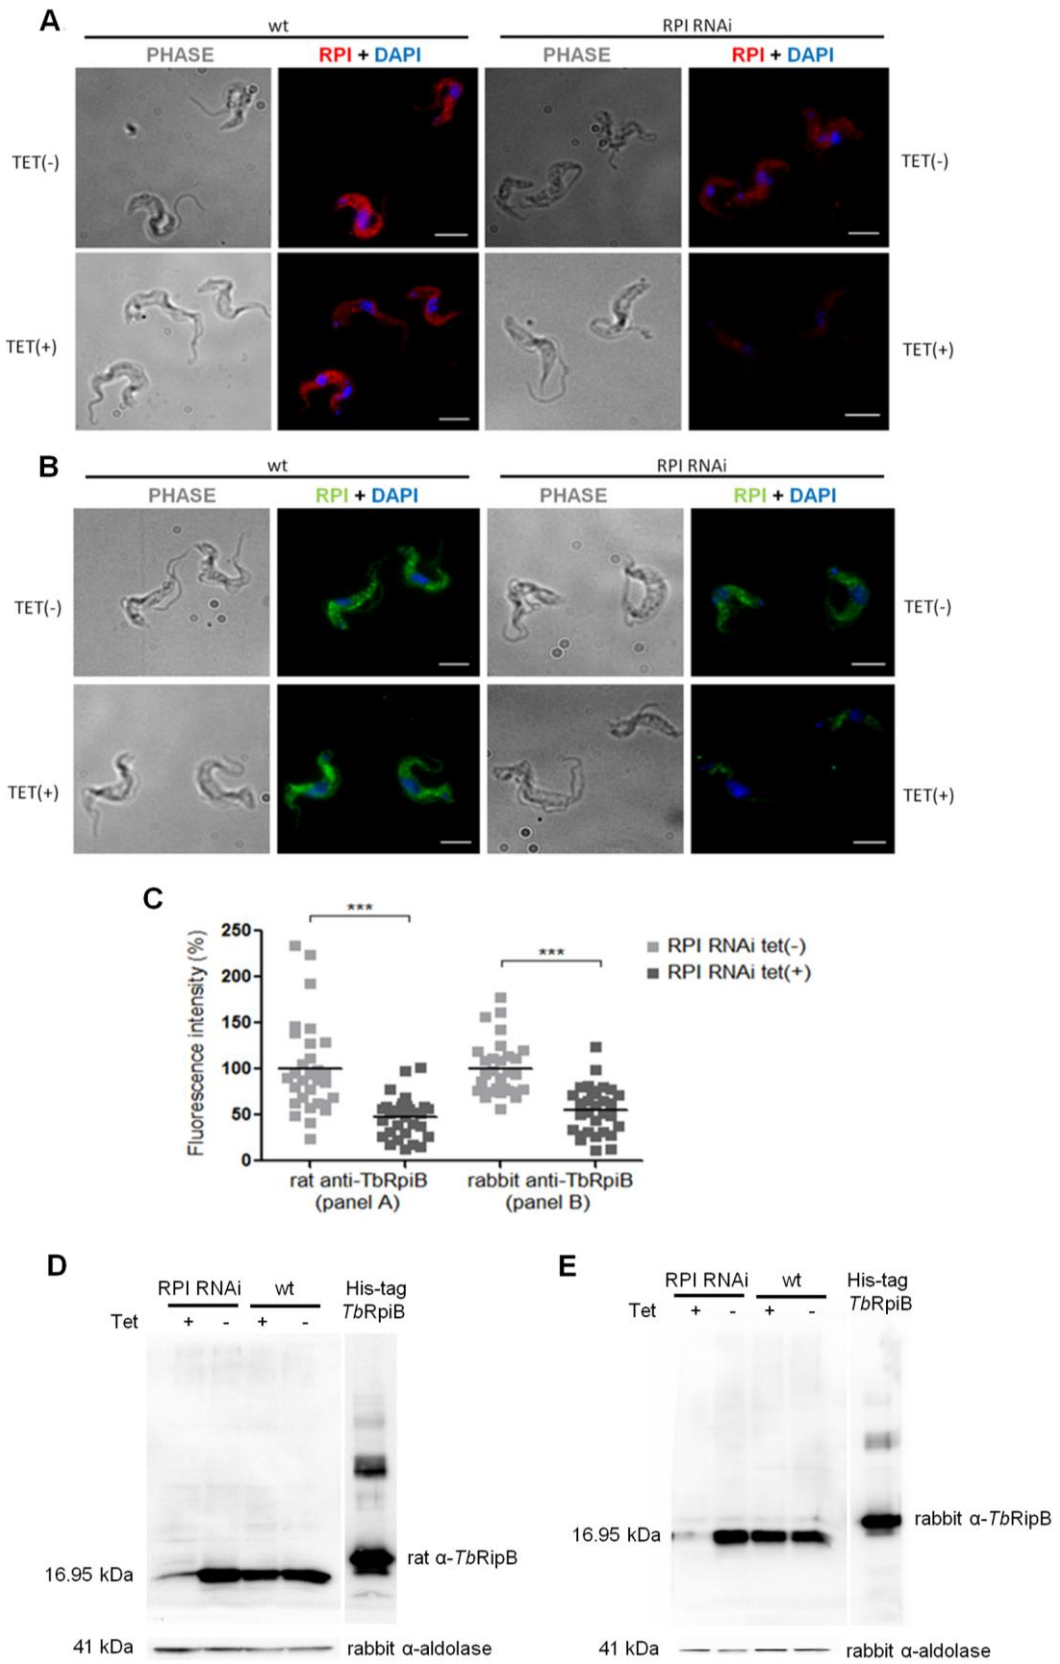 A
wt RPI RNAi
PHASE RPI + DAPI PHASE RPI + DAPI
TET(-) TET(-)
TET(+) TET(+)
B
wt RPI RNAi
PHASE RPI + DAPI PHASE RPI + DAPI
TET(-) TET(-)
TET(+) TET(+)
C
Fluorescence intensity (%)
250
200
150
100
50
0
*** ***
RPI RNAi tet(-)
RPI RNAi tet(+)
rat anti-TbRpiB rabbit anti-TbRpiB
(panel A) (panel B)
D
RPI RNAi wt His-tag
TbRpiB
Tet + - + -
16.95 kDa
rat α-TbRipB
41 kDa rabbit α-aldolase
E
RPI RNAi wt His-tag
TbRpiB
Tet + - + -
16.95 kDa
rabbit α-TbRipB
41 kDa rabbit α-aldolase